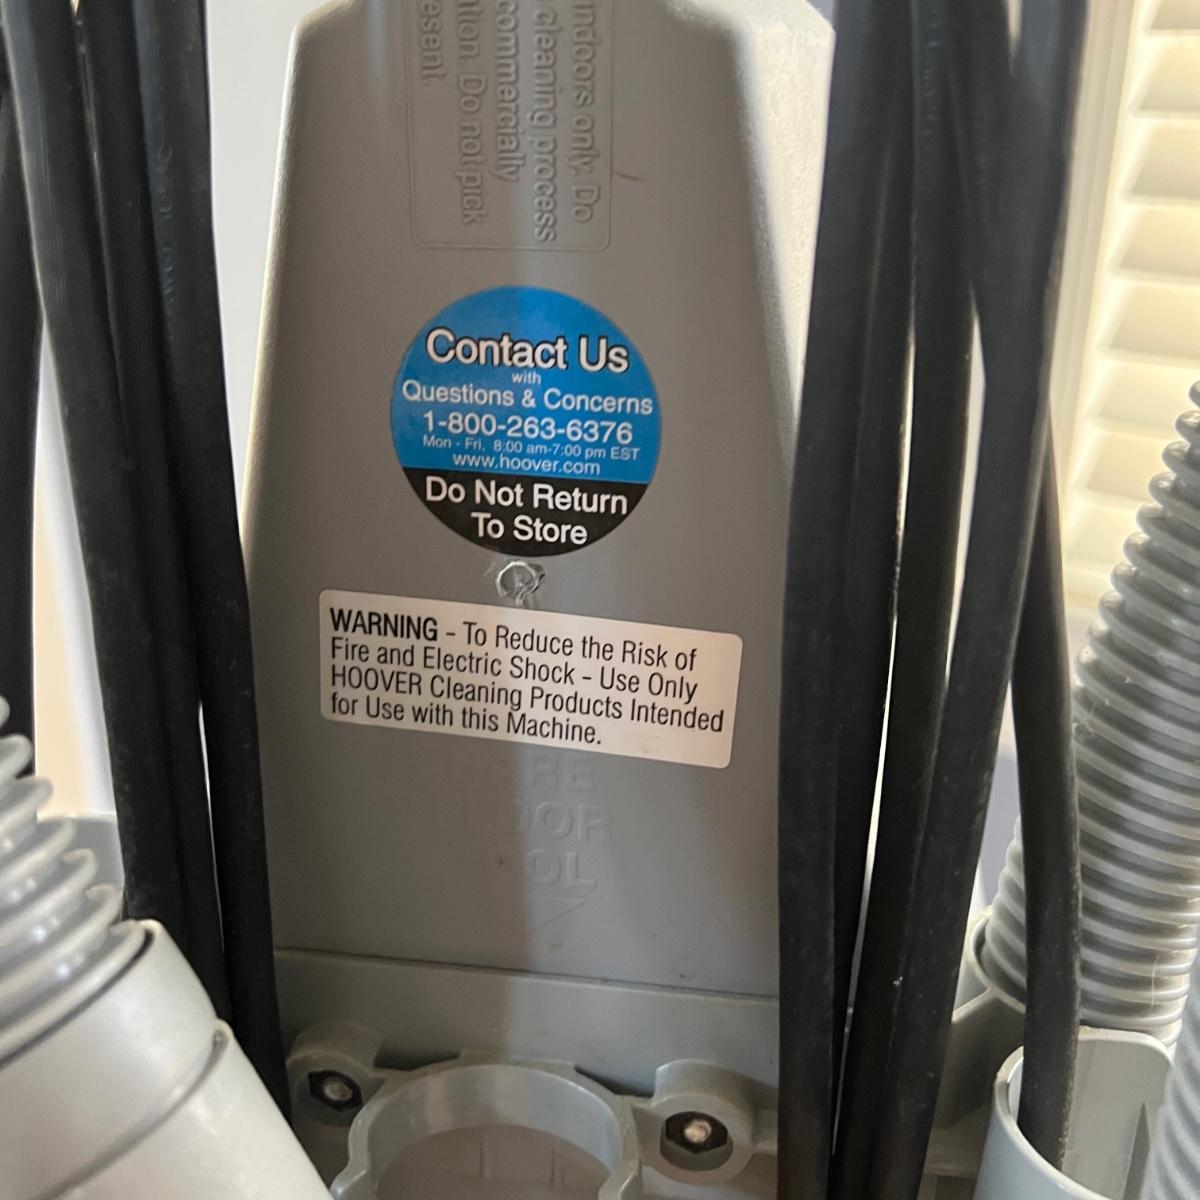 indoors only. Do
cleaning process
commercially
Do not pick
Contact Us
with
Questions & Concerns
1-800-263-6376
Mon - Fri, 8:00 am-7:00 pm EST
www.hoover.com
Do Not Return
To Store
WARNING - To Reduce the Risk of
Fire and Electric Shock - Use Only
HOOVER Cleaning Products Intended
for Use with this Machine.
FLOOR
TOOL